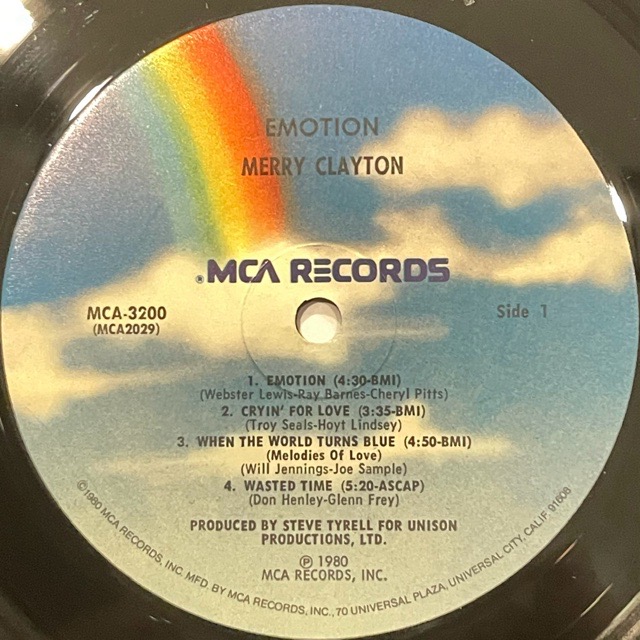 EMOTION
MERRY CLAYTON
®MCA RECORDS
MCA-3200
(MCA2029)
Side 1
1. EMOTION (4:30-BMI)
(Webster Lewis-Ray Barnes-Cheryl Pitts)
2. CRYIN' FOR LOVE (3:35-BMI)
(Troy Seals-Hoyt Lindsey)
3. WHEN THE WORLD TURNS BLUE (4:50-BMI)
(Melodies Of Love)
(Will Jennings-Joe Sample)
4. WASTED TIME (5:20-ASCAP)
(Don Henley-Glenn Frey)
PRODUCED BY STEVE TYRELL FOR UNISON
PRODUCTIONS, LTD.
℗ 1980
MCA RECORDS, INC.
©1980 MCA RECORDS, INC. MFD. BY MCA RECORDS, INC., 70 UNIVERSAL PLAZA, UNIVERSAL CITY, CALIF. 91608